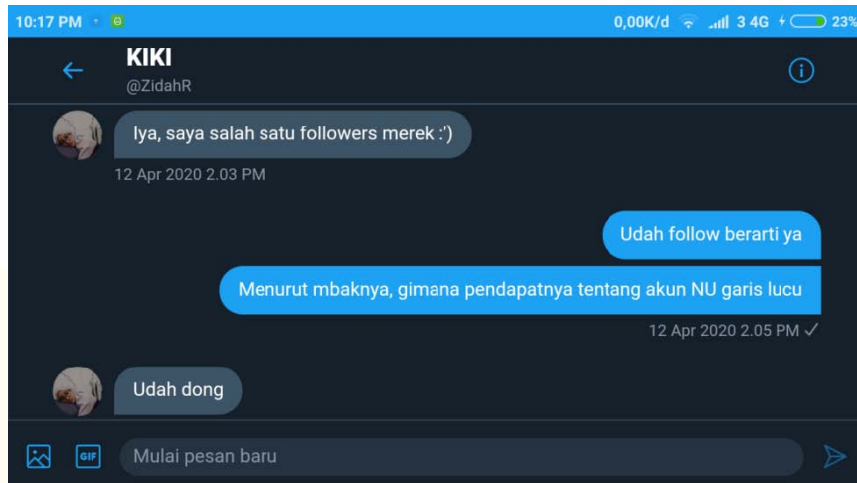 10:17 PM
0,00K/d 3 4G 23%
KIKI
@ZidahR
Iya, saya salah satu followers merek :')
12 Apr 2020 2.03 PM
Udah follow berarti ya
Menurut mbaknya, gimana pendapatnya tentang akun NU garis lucu
12 Apr 2020 2.05 PM ✓
Udah dong
GIF
Mulai pesan baru